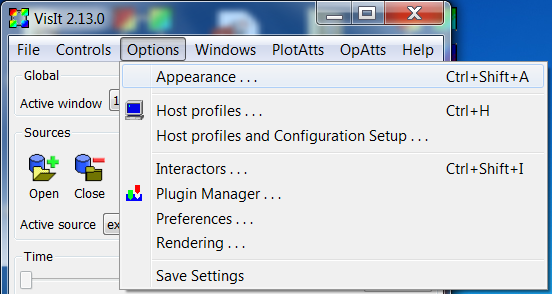 VisIt 2.13.0
File Controls Options Windows PlotAtts OpAtts Help
Global
Appearance . . . Ctrl+Shift+A
Active window 1
Host profiles . . . Ctrl+H
Host profiles and Configuration Setup . . .
Sources
Interactors . . . Ctrl+Shift+I
Open Close
Plugin Manager . . .
Preferences . . .
Active source ex
Rendering . . .
Time
Save Settings